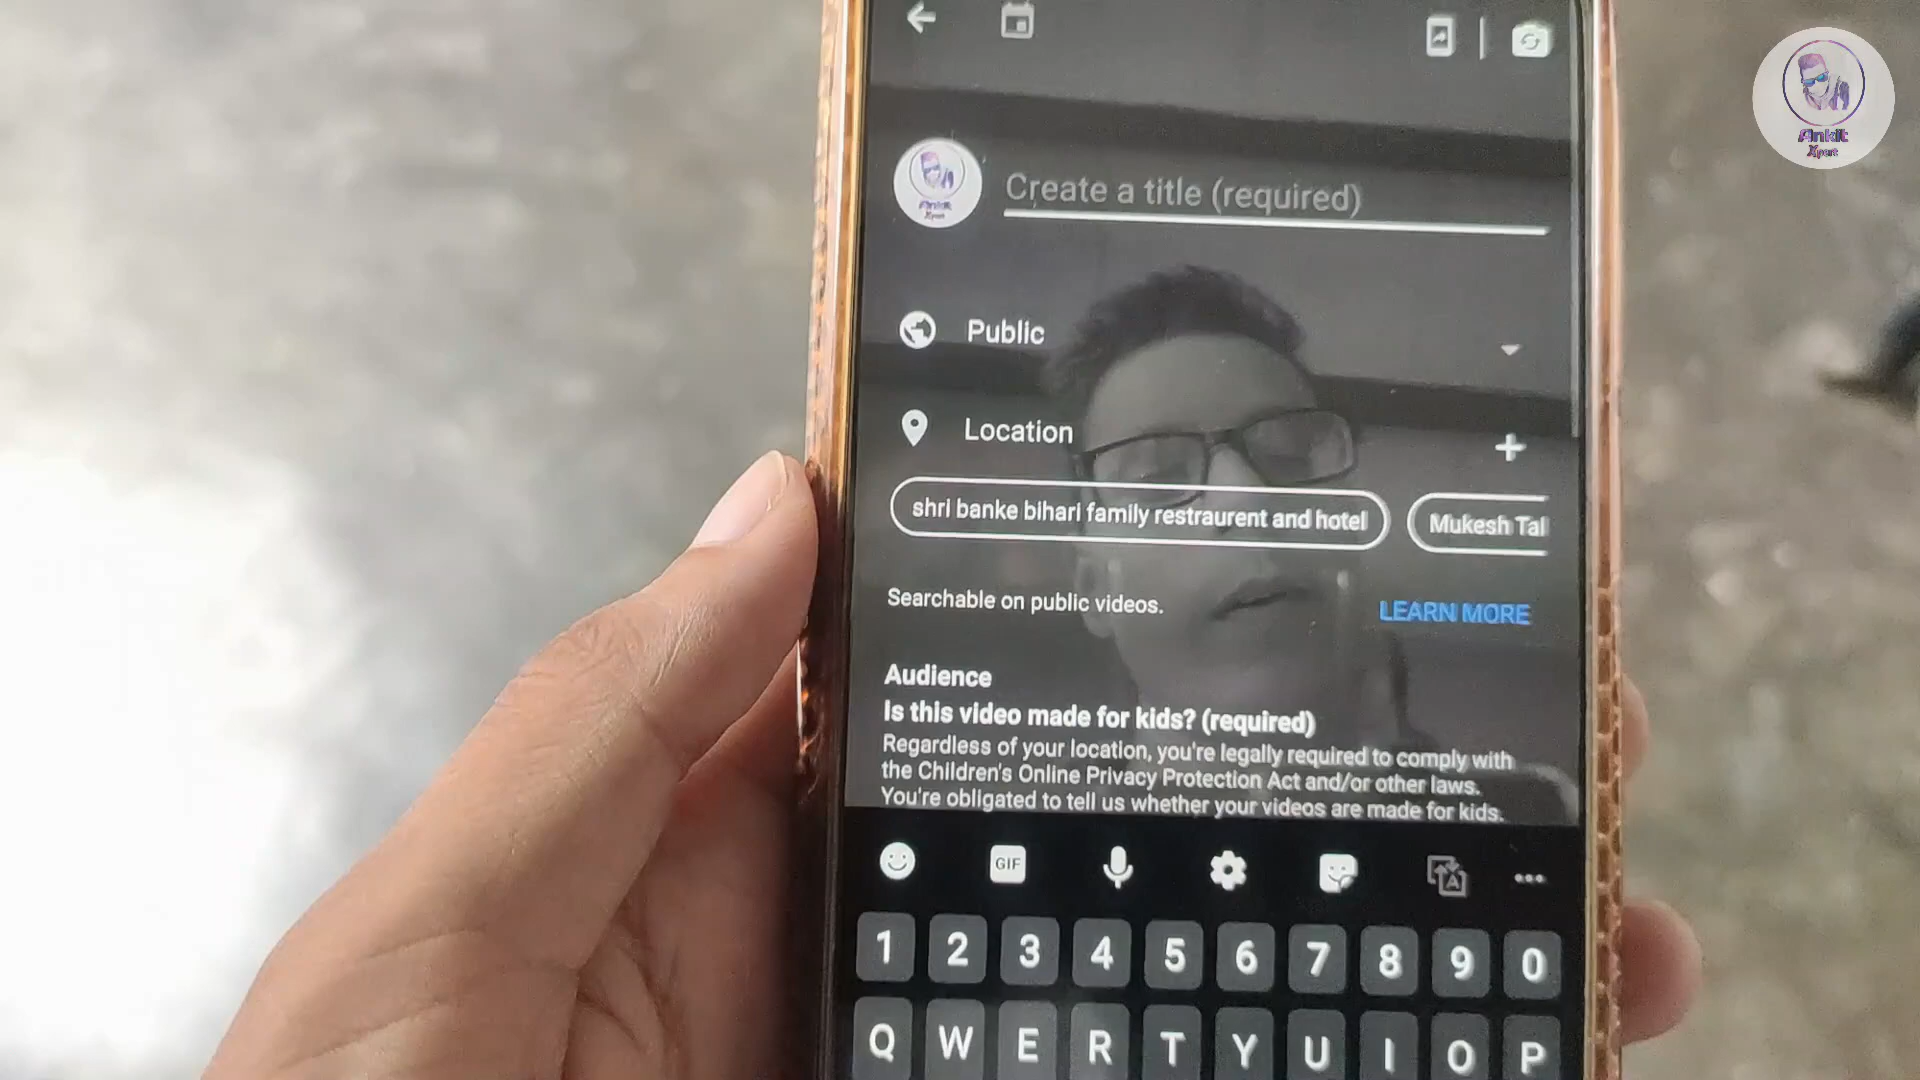 Ankit
Xpert
Create a title (required)
Public
Location
shri banke bihari family restraurent and hotel
Mukesh Tal
Searchable on public videos.
LEARN MORE
Audience
Is this video made for kids? (required)
Regardless of your location, you're legally required to comply with
the Children's Online Privacy Protection Act and/or other laws.
You're obligated to tell us whether your videos are made for kids.
GIF
1 2 3 4 5 6 7 8 9 0
Q W E R T Y U I O P